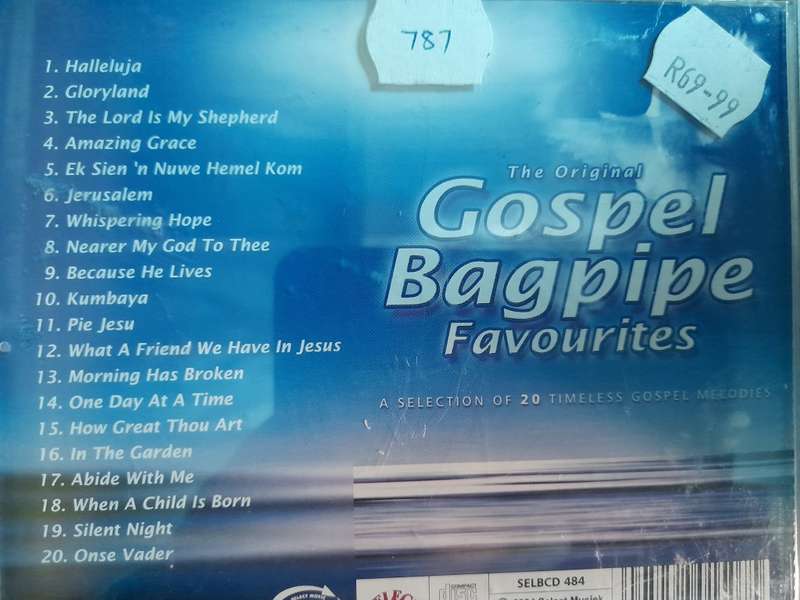 787
R69-99
1. Halleluja
2. Gloryland
3. The Lord Is My Shepherd
4. Amazing Grace
5. Ek Sien 'n Nuwe Hemel Kom
6. Jerusalem
7. Whispering Hope
8. Nearer My God To Thee
9. Because He Lives
10. Kumbaya
11. Pie Jesu
12. What A Friend We Have In Jesus
13. Morning Has Broken
14. One Day At A Time
15. How Great Thou Art
16. In The Garden
17. Abide With Me
18. When A Child Is Born
19. Silent Night
20. Onse Vader
The Original
Gospel
Bagpipe
Favourites
A SELECTION OF 20 TIMELESS GOSPEL MELODIES
COMPACT
disc
SELBCD 484